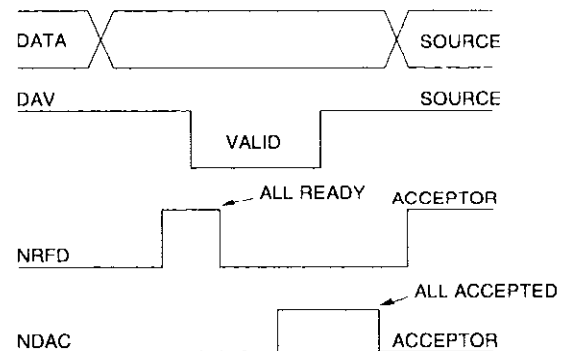 DATA
SOURCE
DAV
SOURCE
VALID
ALL READY
ACCEPTOR
NRFD
ALL ACCEPTED
NDAC
ACCEPTOR